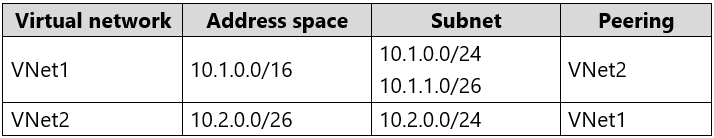 Virtual network Address space Subnet Peering
VNet1 10.1.0.0/16 10.1.0.0/24 VNet2
10.1.1.0/26
VNet2 10.2.0.0/26 10.2.0.0/24 VNet1